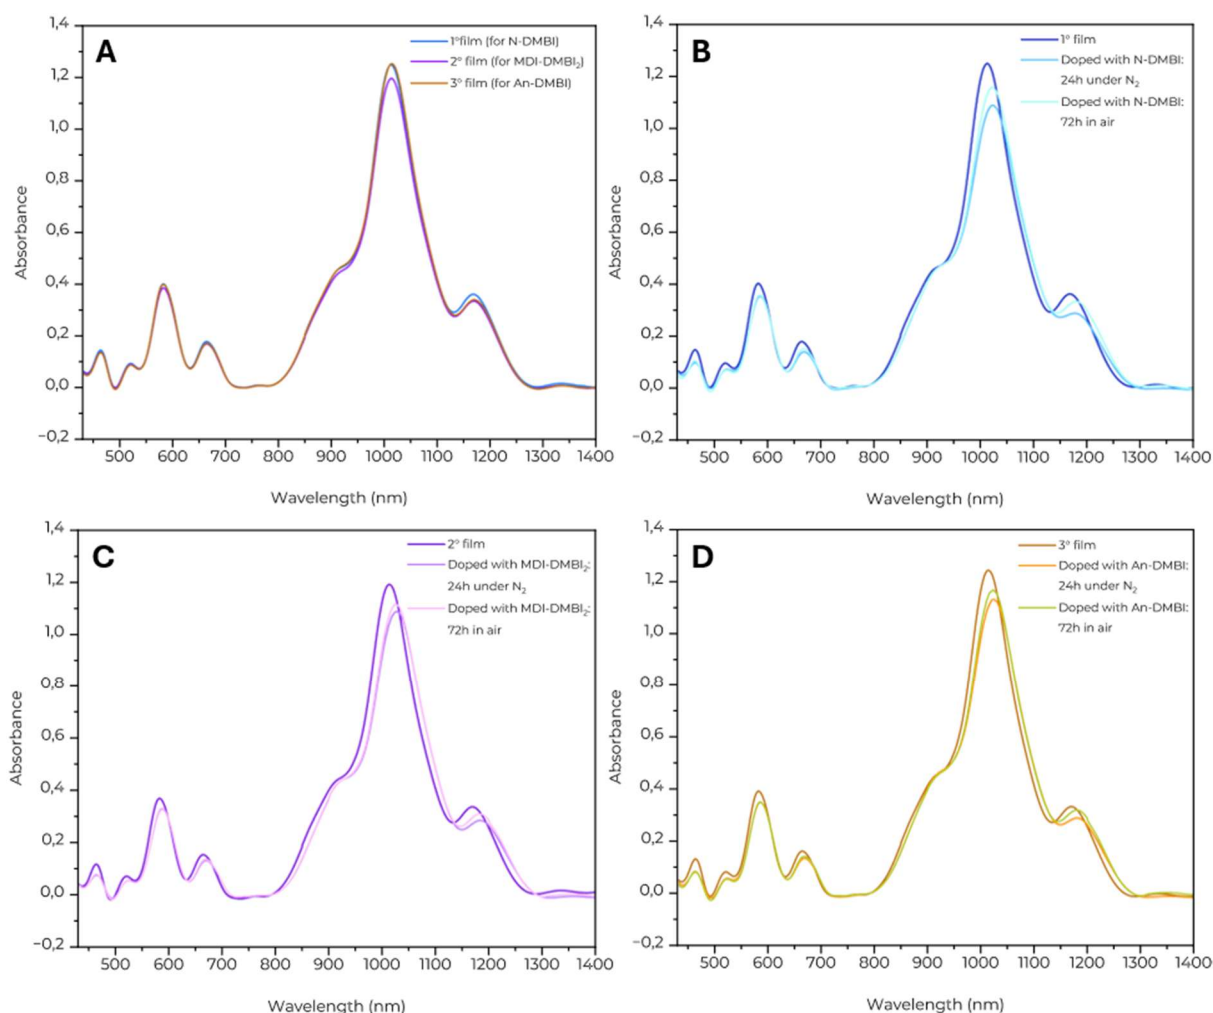 A
1,4
1,2
1,0
0,8
0,6
0,4
0,2
0,0
−0,2
Absorbance
1°film (for N-DMBI)
2° film (for MDI-DMBI₂)
3° film (for An-DMBI)
500 600 700 800 900 1000 1100 1200 1300 1400
Wavelength (nm)
B
1,4
1,2
1,0
0,8
0,6
0,4
0,2
0,0
−0,2
Absorbance
1° film
Doped with N-DMBI:
24h under N₂
Doped with N-DMBI:
72h in air
500 600 700 800 900 1000 1100 1200 1300 1400
Wavelength (nm)
C
1,4
1,2
1,0
0,8
0,6
0,4
0,2
0,0
−0,2
Absorbance
2° film
Doped with MDI-DMBI₂:
24h under N₂
Doped with MDI-DMBI₂:
72h in air
500 600 700 800 900 1000 1100 1200 1300 1400
Wavelength (nm)
D
1,4
1,2
1,0
0,8
0,6
0,4
0,2
0,0
−0,2
Absorbance
3° film
Doped with An-DMBI:
24h under N₂
Doped with An-DMBI:
72h in air
500 600 700 800 900 1000 1100 1200 1300 1400
Wavelength (nm)